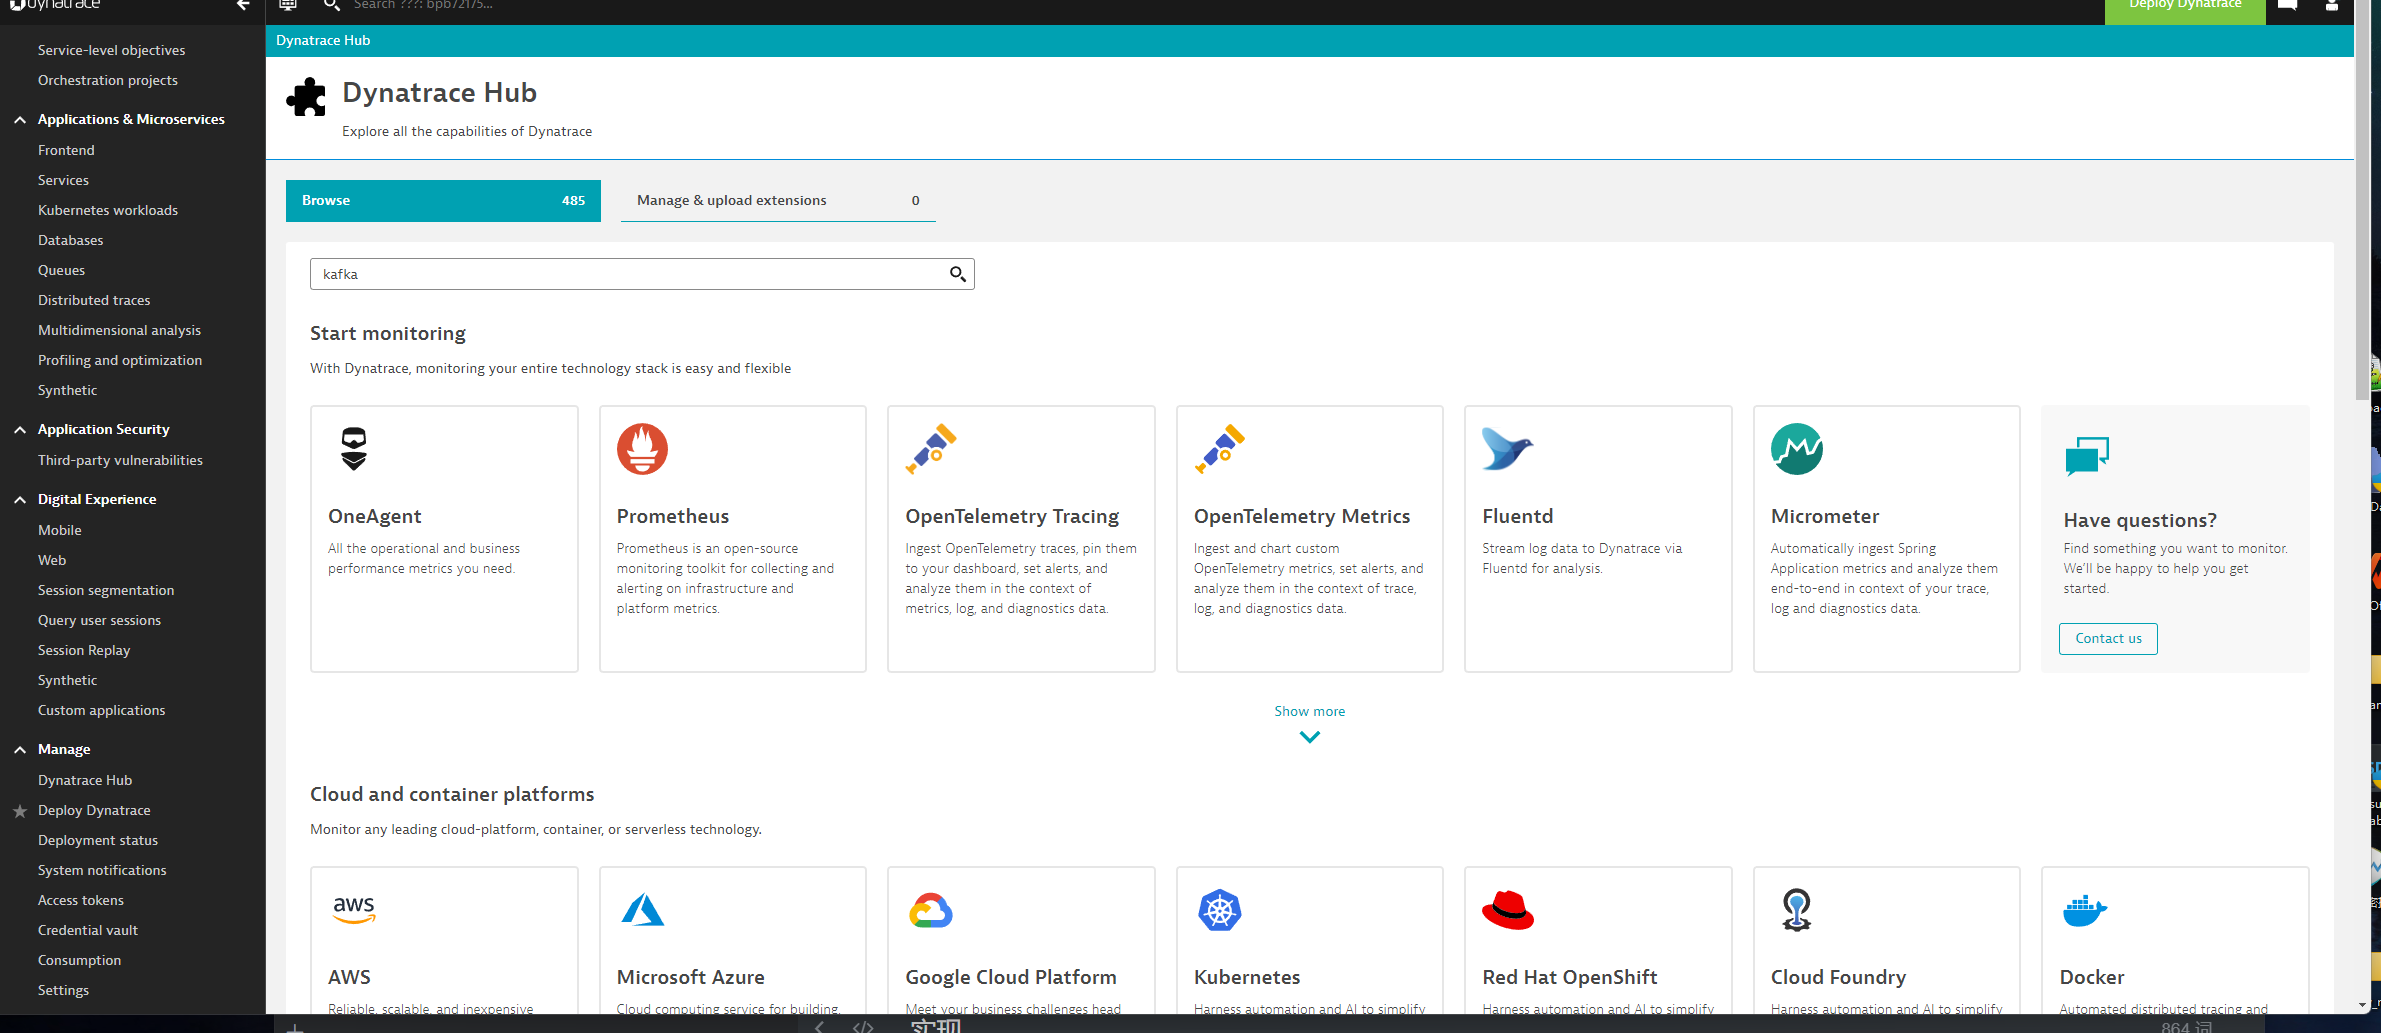 dynatrace
Search ???: bpb72175...
Deploy Dynatrace
Service-level objectives
Orchestration projects
Applications & Microservices
Frontend
Services
Kubernetes workloads
Databases
Queues
Distributed traces
Multidimensional analysis
Profiling and optimization
Synthetic
Application Security
Third-party vulnerabilities
Digital Experience
Mobile
Web
Session segmentation
Query user sessions
Session Replay
Synthetic
Custom applications
Manage
Dynatrace Hub
Deploy Dynatrace
Deployment status
System notifications
Access tokens
Credential vault
Consumption
Settings
Dynatrace Hub
Dynatrace Hub
Explore all the capabilities of Dynatrace
Browse 485
Manage & upload extensions 0
kafka
Start monitoring
With Dynatrace, monitoring your entire technology stack is easy and flexible
OneAgent
All the operational and business
performance metrics you need.
Prometheus
Prometheus is an open-source
monitoring toolkit for collecting and
alerting on infrastructure and
platform metrics.
OpenTelemetry Tracing
Ingest OpenTelemetry traces, pin them
to your dashboard, set alerts, and
analyze them in the context of
metrics, log, and diagnostics data.
OpenTelemetry Metrics
Ingest and chart custom
OpenTelemetry metrics, set alerts, and
analyze them in the context of trace,
log, and diagnostics data.
Fluentd
Stream log data to Dynatrace via
Fluentd for analysis.
Micrometer
Automatically ingest Spring
Application metrics and analyze them
end-to-end in context of your trace,
log and diagnostics data.
Have questions?
Find something you want to monitor.
We'll be happy to help you get
started.
Contact us
Show more
Cloud and container platforms
Monitor any leading cloud-platform, container, or serverless technology.
aws
AWS
Reliable, scalable, and inexpensive
Microsoft Azure
Cloud computing service for building,
Google Cloud Platform
Meet your business challenges head
Kubernetes
Harness automation and AI to simplify
Red Hat OpenShift
Harness automation and AI to simplify
Cloud Foundry
Harness automation and AI to simplify
Docker
Automated distributed tracing and
实现
864 词